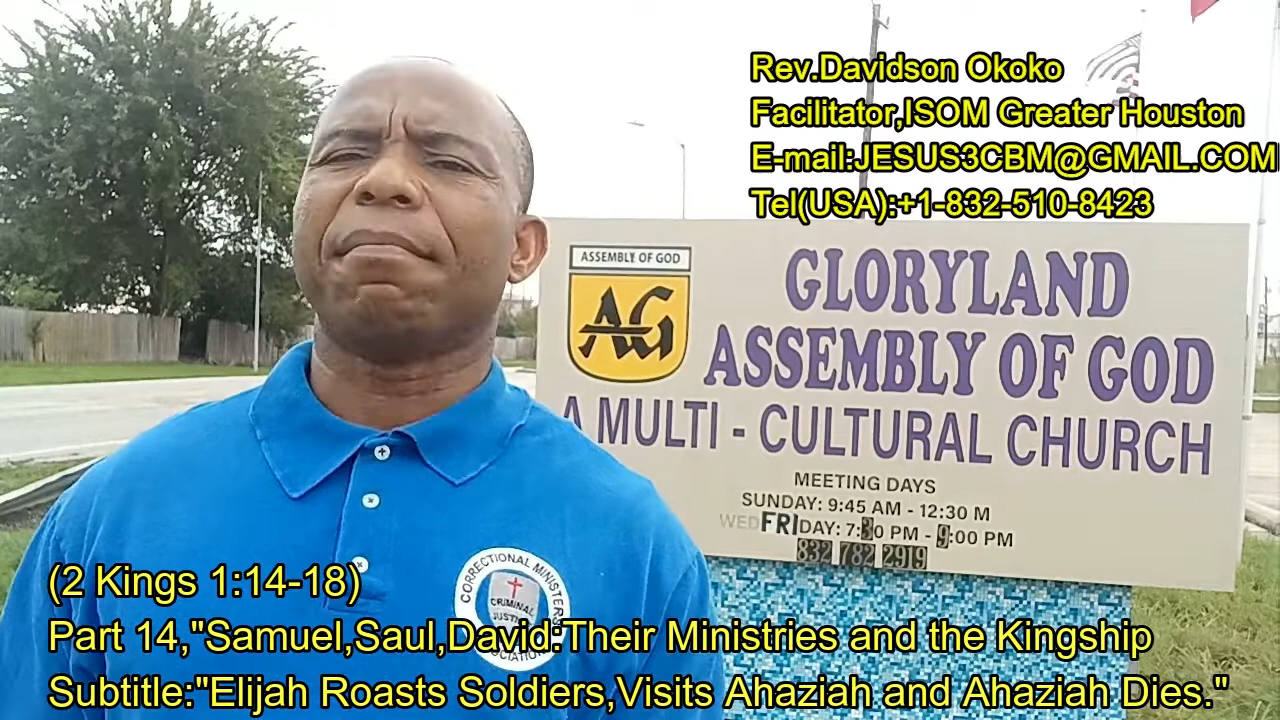 Rev.Davidson Okoko
Facilitator,ISOM Greater Houston
E-mail:JESUS3CBM@GMAIL.COM
Tel(USA):+1-832-510-8423
ASSEMBLY OF GOD
AG
GLORYLAND
ASSEMBLY OF GOD
A MULTI - CULTURAL CHURCH
MEETING DAYS
SUNDAY: 9:45 AM - 12:30 M
WED FRIDAY: 7:30 PM - 9:00 PM
832 782 2919
CORRECTIONAL MINISTERS
CRIMINAL
(2 Kings 1:14-18)
Part 14,"Samuel,Saul,David:Their Ministries and the Kingship
Subtitle:"Elijah Roasts Soldiers,Visits Ahaziah and Ahaziah Dies."